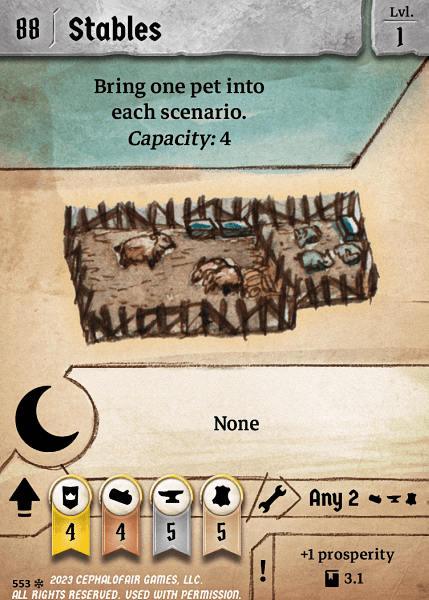 88 Stables
Lvl.
1
Bring one pet into
each scenario.
Capacity: 4
None
4 4 5 5
Any 2
+1 prosperity
3.1
!
553 ✻ 2023 CEPHALOFAIR GAMES, LLC.
ALL RIGHTS RESERVED. USED WITH PERMISSION.